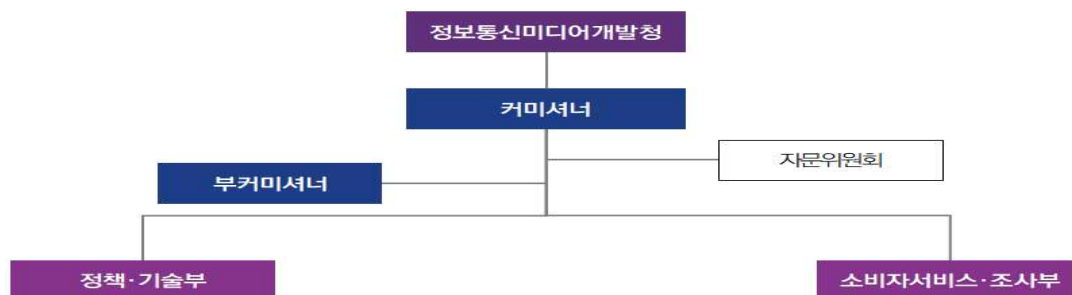 정보통신미디어개발청
커미셔너
자문위원회
부커미셔너
정책·기술부
소비자서비스·조사부